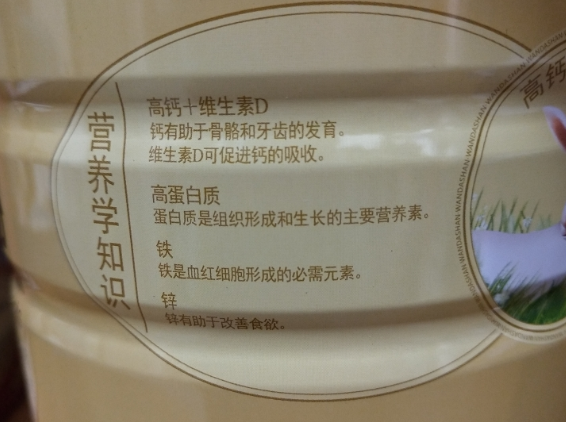 营养学知识
高钙+维生素D
钙有助于骨骼和牙齿的发育。
维生素D可促进钙的吸收。
高蛋白质
蛋白质是组织形成和生长的主要营养素。
铁
铁是血红细胞形成的必需元素。
锌
锌有助于改善食欲。
高钙
WANDASHAN WANDASHAN WANDASHAN WANDASHAN